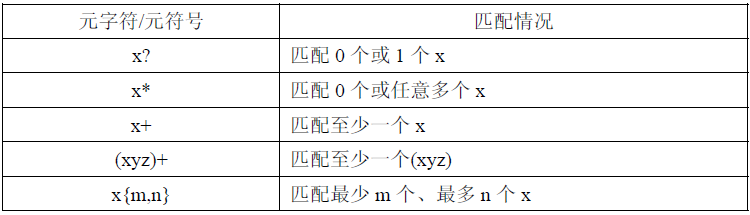 元字符/元符号 匹配情况
x? 匹配 0 个或 1 个 x
x* 匹配 0 个或任意多个 x
x+ 匹配至少一个 x
(xyz)+ 匹配至少一个(xyz)
x{m,n} 匹配最少 m 个、最多 n 个 x